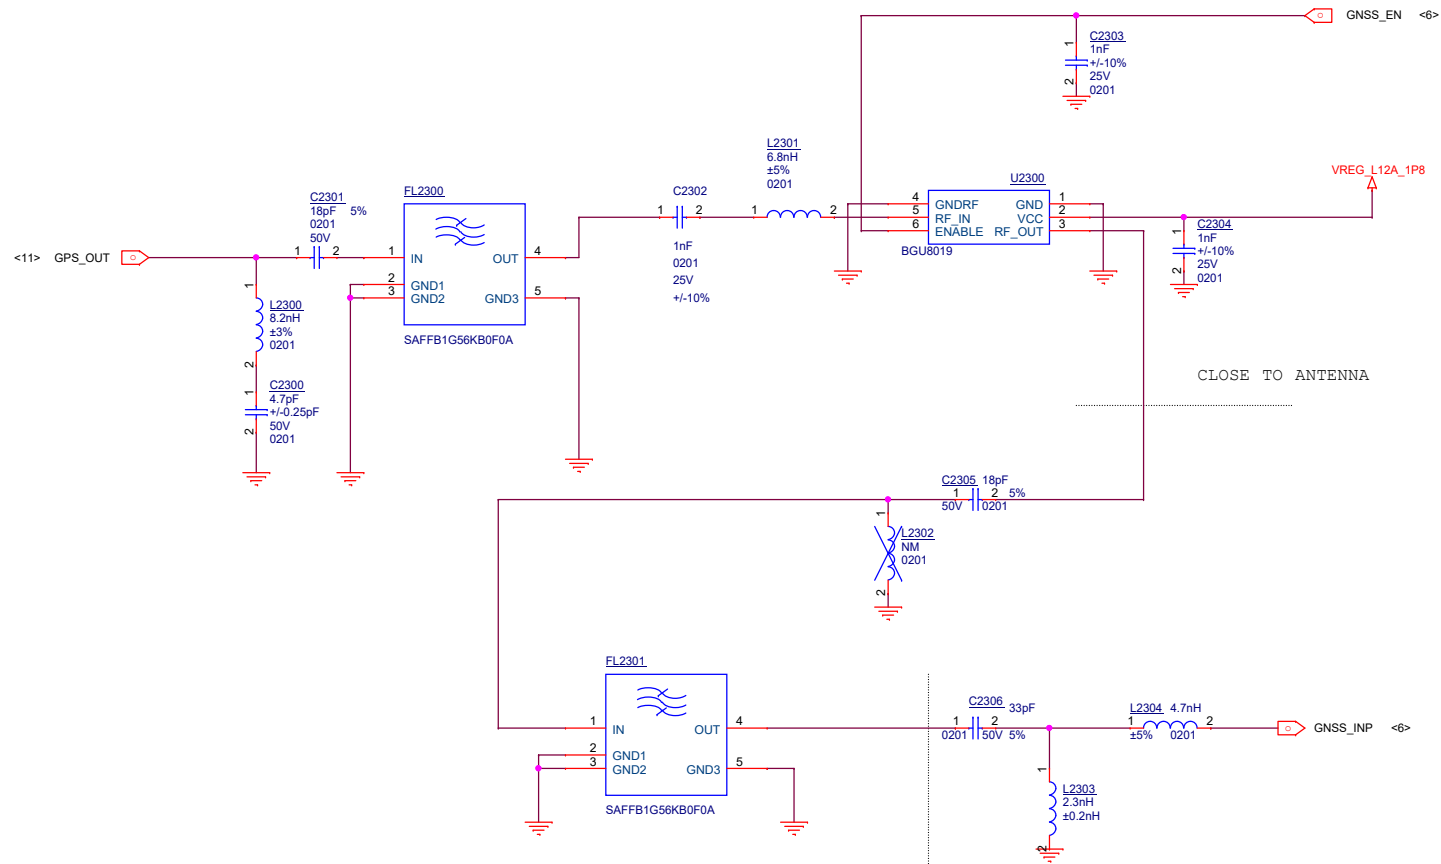 GNSS_EN <6>
C2303
1nF
+/-10%
25V
0201
1
2
L2301
6.8nH
±5%
0201
1 2
VREG_L12A_1P8
U2300
4 GNDRF GND 1
5 RF_IN VCC 2
6 ENABLE RF_OUT 3
BGU8019
C2304
1nF
+/-10%
25V
0201
1
2
C2302
1 2
1nF
0201
25V
+/-10%
FL2300
1 IN OUT 4
2 GND1
3 GND2 GND3 5
SAFFB1G56KB0F0A
C2301
18pF 5%
0201
50V
1 2
<11> GPS_OUT
1
L2300
8.2nH
±3%
0201
2
1
C2300
4.7pF
+/-0.25pF
50V
0201
2
CLOSE TO ANTENNA
C2305 18pF
1 2 5%
50V 0201
1
L2302
NM
0201
2
FL2301
1 IN OUT 4
2 GND1
3 GND2 GND3 5
SAFFB1G56KB0F0A
C2306 33pF
1 2
0201 50V 5%
L2304 4.7nH
1 2
±5% 0201
GNSS_INP <6>
1
L2303
2.3nH
±0.2nH
2